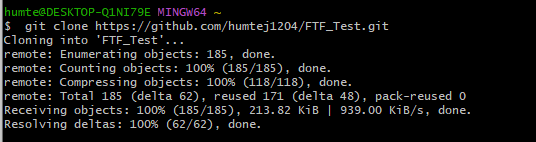 humte@DESKTOP-Q1NI79E MINGW64 ~
$  git clone https://github.com/humtej1204/FTF_Test.git
Cloning into 'FTF_Test'...
remote: Enumerating objects: 185, done.
remote: Counting objects: 100% (185/185), done.
remote: Compressing objects: 100% (118/118), done.
remote: Total 185 (delta 62), reused 171 (delta 48), pack-reused 0
Receiving objects: 100% (185/185), 213.82 KiB | 939.00 KiB/s, done.
Resolving deltas: 100% (62/62), done.